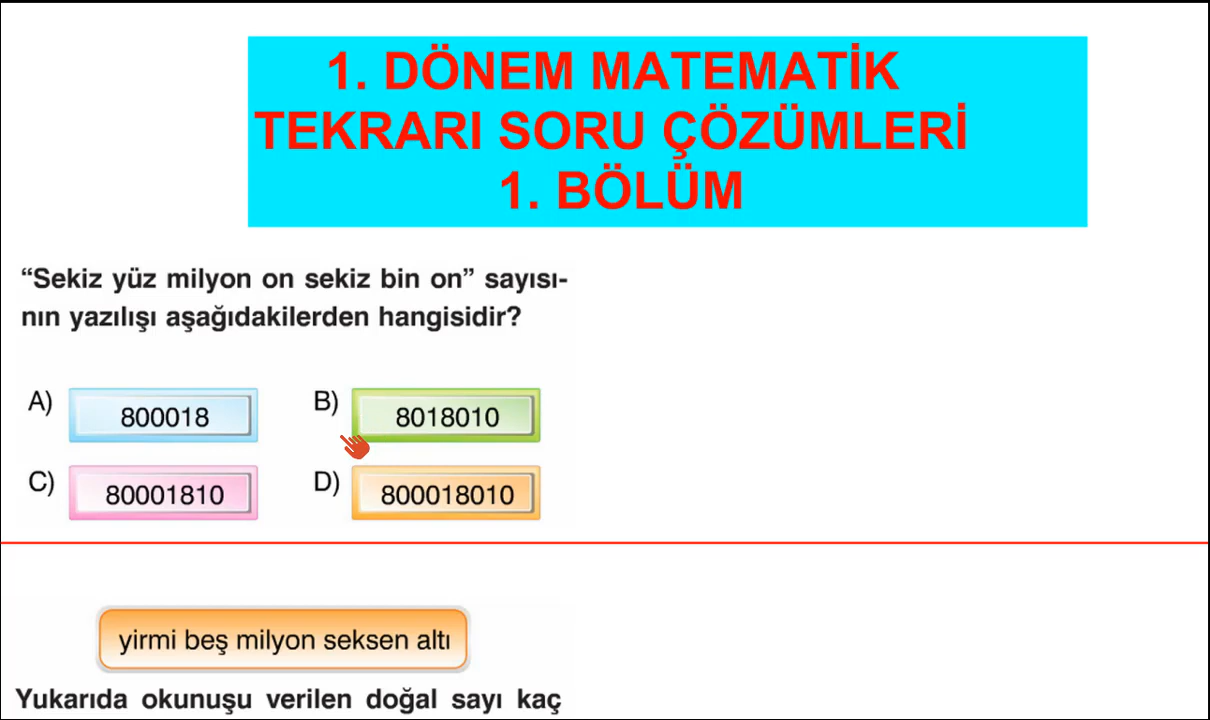 1. DÖNEM MATEMATİK
TEKRARI SORU ÇÖZÜMLERİ
1. BÖLÜM
“Sekiz yüz milyon on sekiz bin on” sayısı-
nın yazılışı aşağıdakilerden hangisidir?
A) 800018 B) 8018010
C) 80001810 D) 800018010
yirmi beş milyon seksen altı
Yukarıda okunuşu verilen doğal sayı kaç